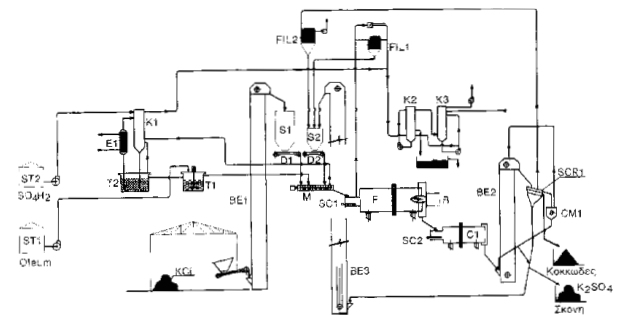 FIL2
FIL1
K1
K2
K3
S1
S2
E1
D1
D2
ST2
SO₄H₂
T2
T1
M
SC1
F
B
BE2
SCR1
CM1
BE1
ST1
Oleum
SC2
C1
KCl
BE3
Κοκκώδες
K₂SO₄
Σκόνη